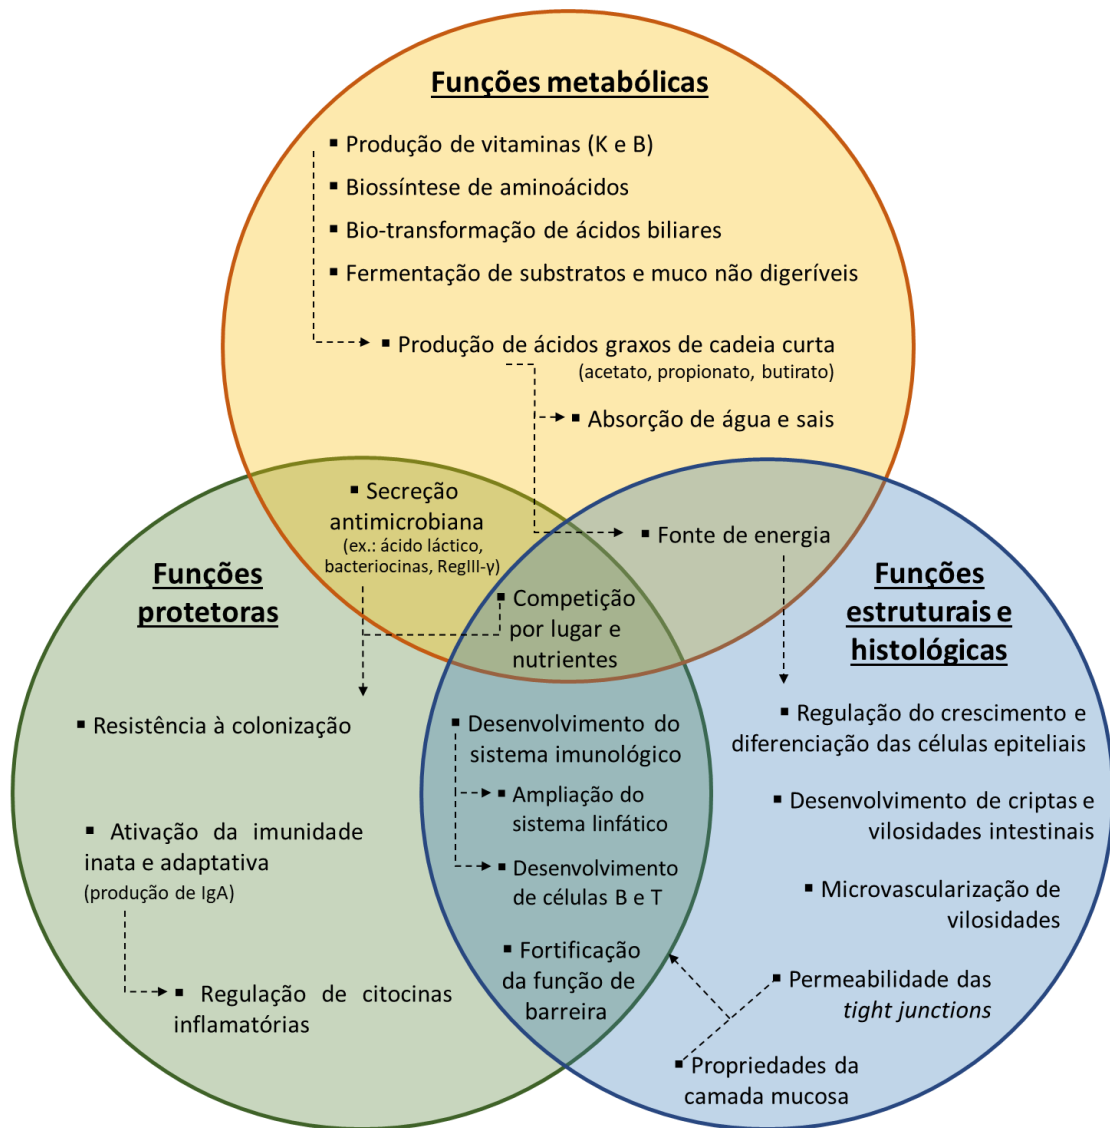 Funções metabólicas
▪ Produção de vitaminas (K e B)
▪ Biossíntese de aminoácidos
▪ Bio-transformação de ácidos biliares
▪ Fermentação de substratos e muco não digeríveis
▪ Produção de ácidos graxos de cadeia curta
(acetato, propionato, butirato)
▪ Absorção de água e sais
▪ Secreção
antimicrobiana
(ex.: ácido láctico,
bacteriocinas, RegIII-γ)
▪ Fonte de energia
Funções
protetoras
▪ Competição
por lugar e
nutrientes
Funções
estruturais e
histológicas
▪ Resistência à colonização
▪ Ativação da imunidade
inata e adaptativa
(produção de IgA)
▪ Regulação de citocinas
inflamatórias
▪ Desenvolvimento do
sistema imunológico
▪ Ampliação do
sistema linfático
▪ Desenvolvimento
de células B e T
▪ Fortificação
da função de
barreira
▪ Regulação do crescimento e
diferenciação das células epiteliais
▪ Desenvolvimento de criptas e
vilosidades intestinais
▪ Microvascularização de
vilosidades
▪ Permeabilidade das
tight junctions
▪ Propriedades da
camada mucosa